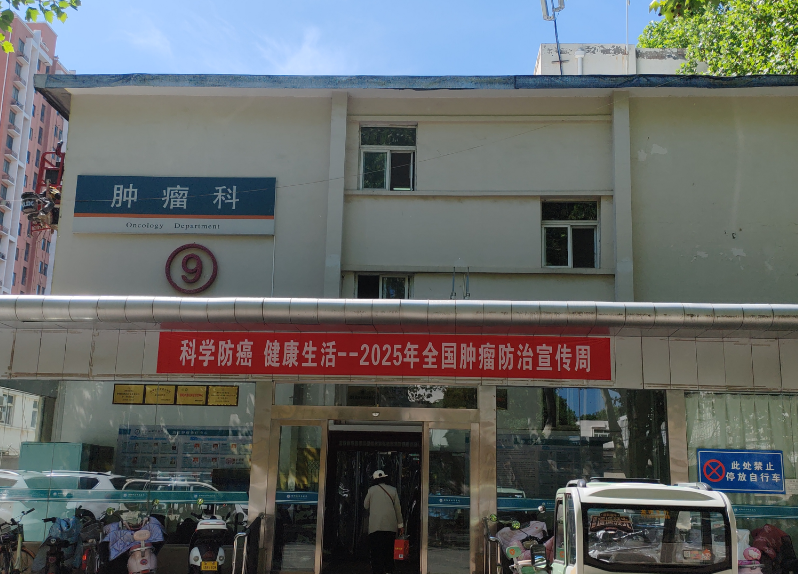 肿瘤科
Oncology Department
9
科学防癌 健康生活--2025年全国肿瘤防治宣传周
此处禁止
停放自行车